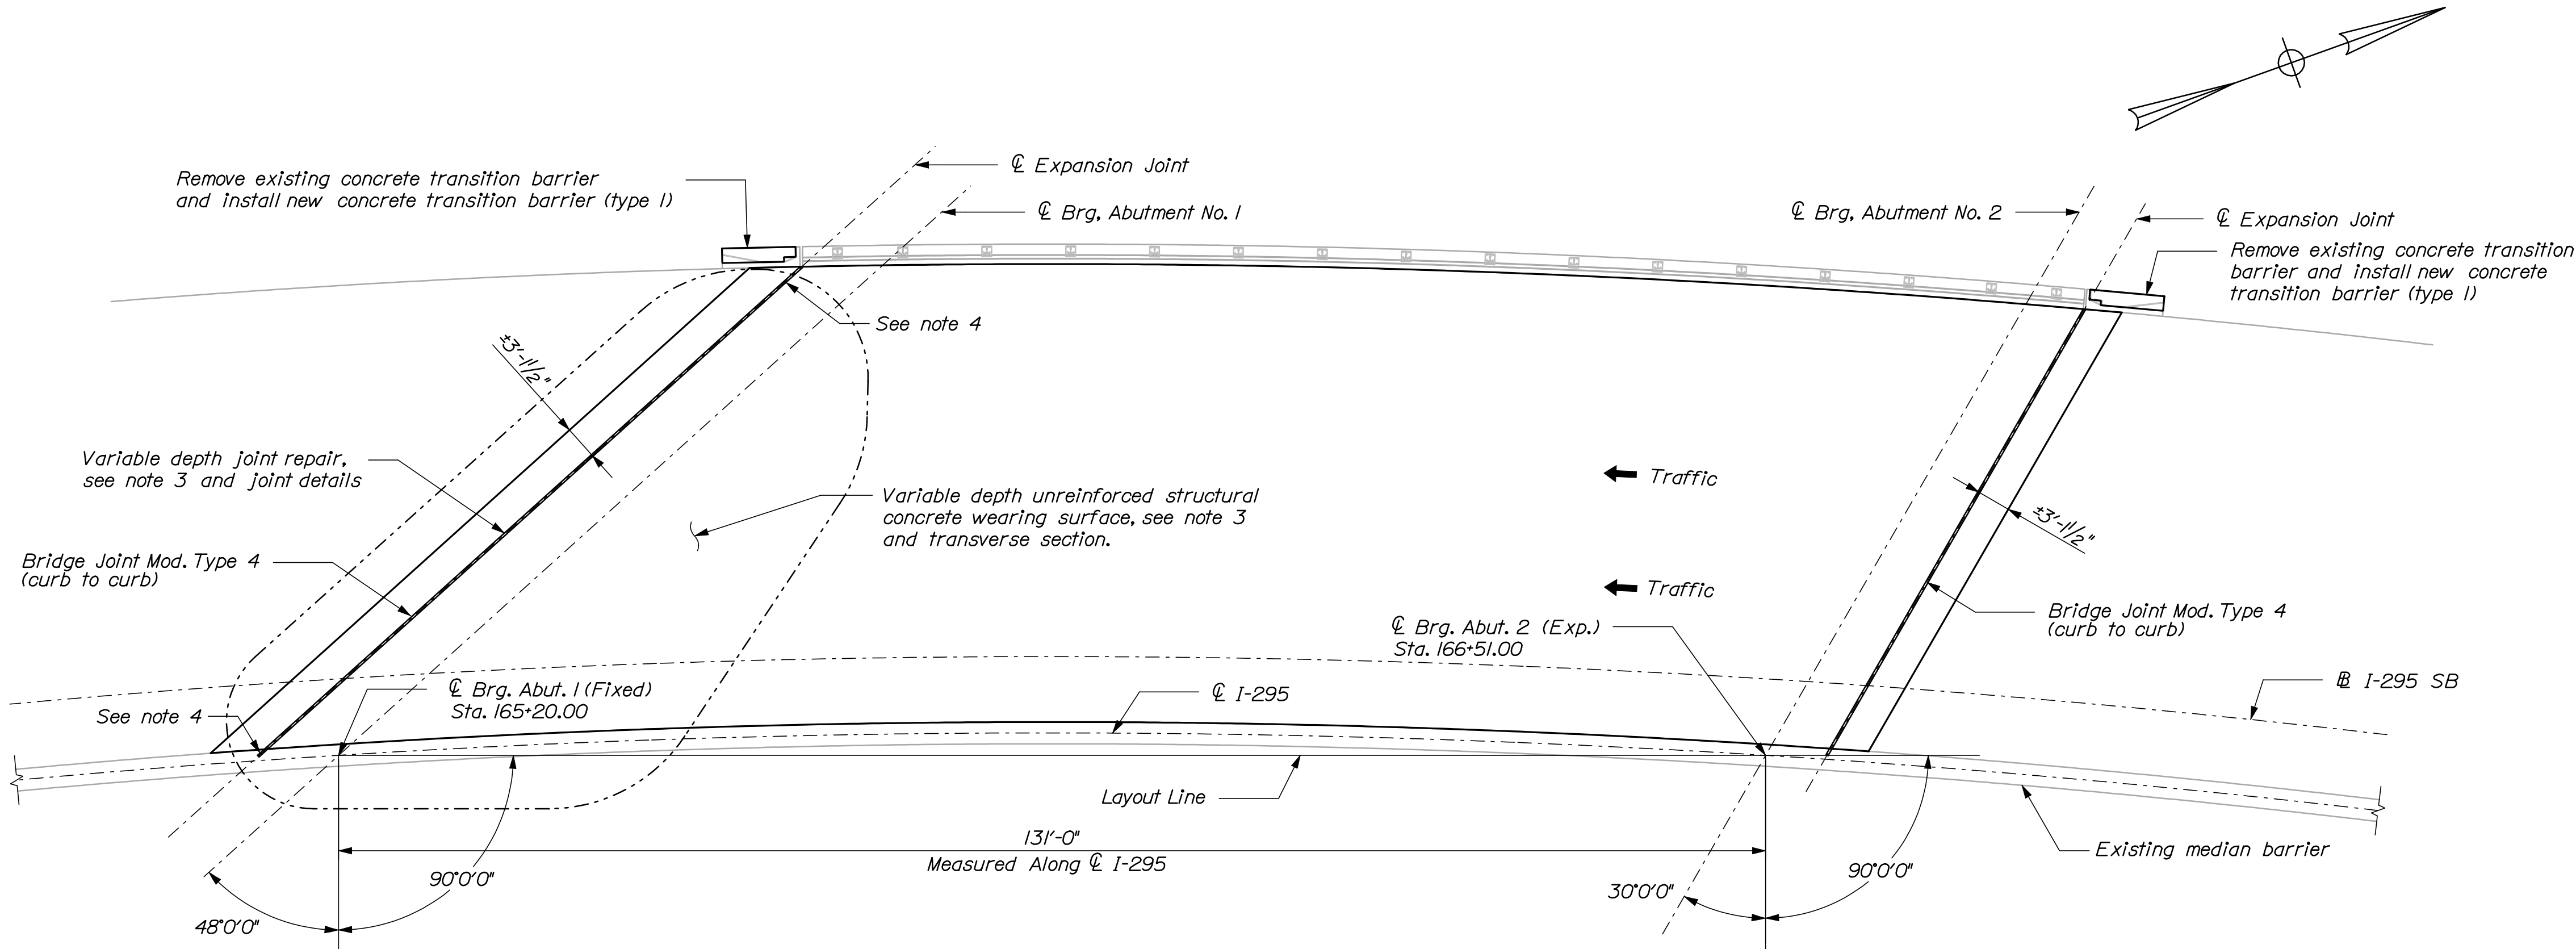 ℄ Expansion Joint
Remove existing concrete transition barrier
and install new concrete transition barrier (type 1)
℄ Brg, Abutment No. 1
℄ Brg, Abutment No. 2
℄ Expansion Joint
Remove existing concrete transition
barrier and install new concrete
transition barrier (type 1)
See note 4
±3'-1 1/2"
Variable depth joint repair,
see note 3 and joint details
Traffic
Variable depth unreinforced structural
concrete wearing surface, see note 3
and transverse section.
±3'-1 1/2"
Bridge Joint Mod. Type 4
(curb to curb)
Traffic
Bridge Joint Mod. Type 4
(curb to curb)
℄ Brg. Abut. 2 (Exp.)
Sta. 166+51.00
℄ Brg. Abut. 1 (Fixed)
Sta. 165+20.00
℄ I-295
BL I-295 SB
See note 4
Layout Line
131'-0"
Measured Along ℄ I-295
Existing median barrier
90°0'0"
90°0'0"
30°0'0"
48°0'0"